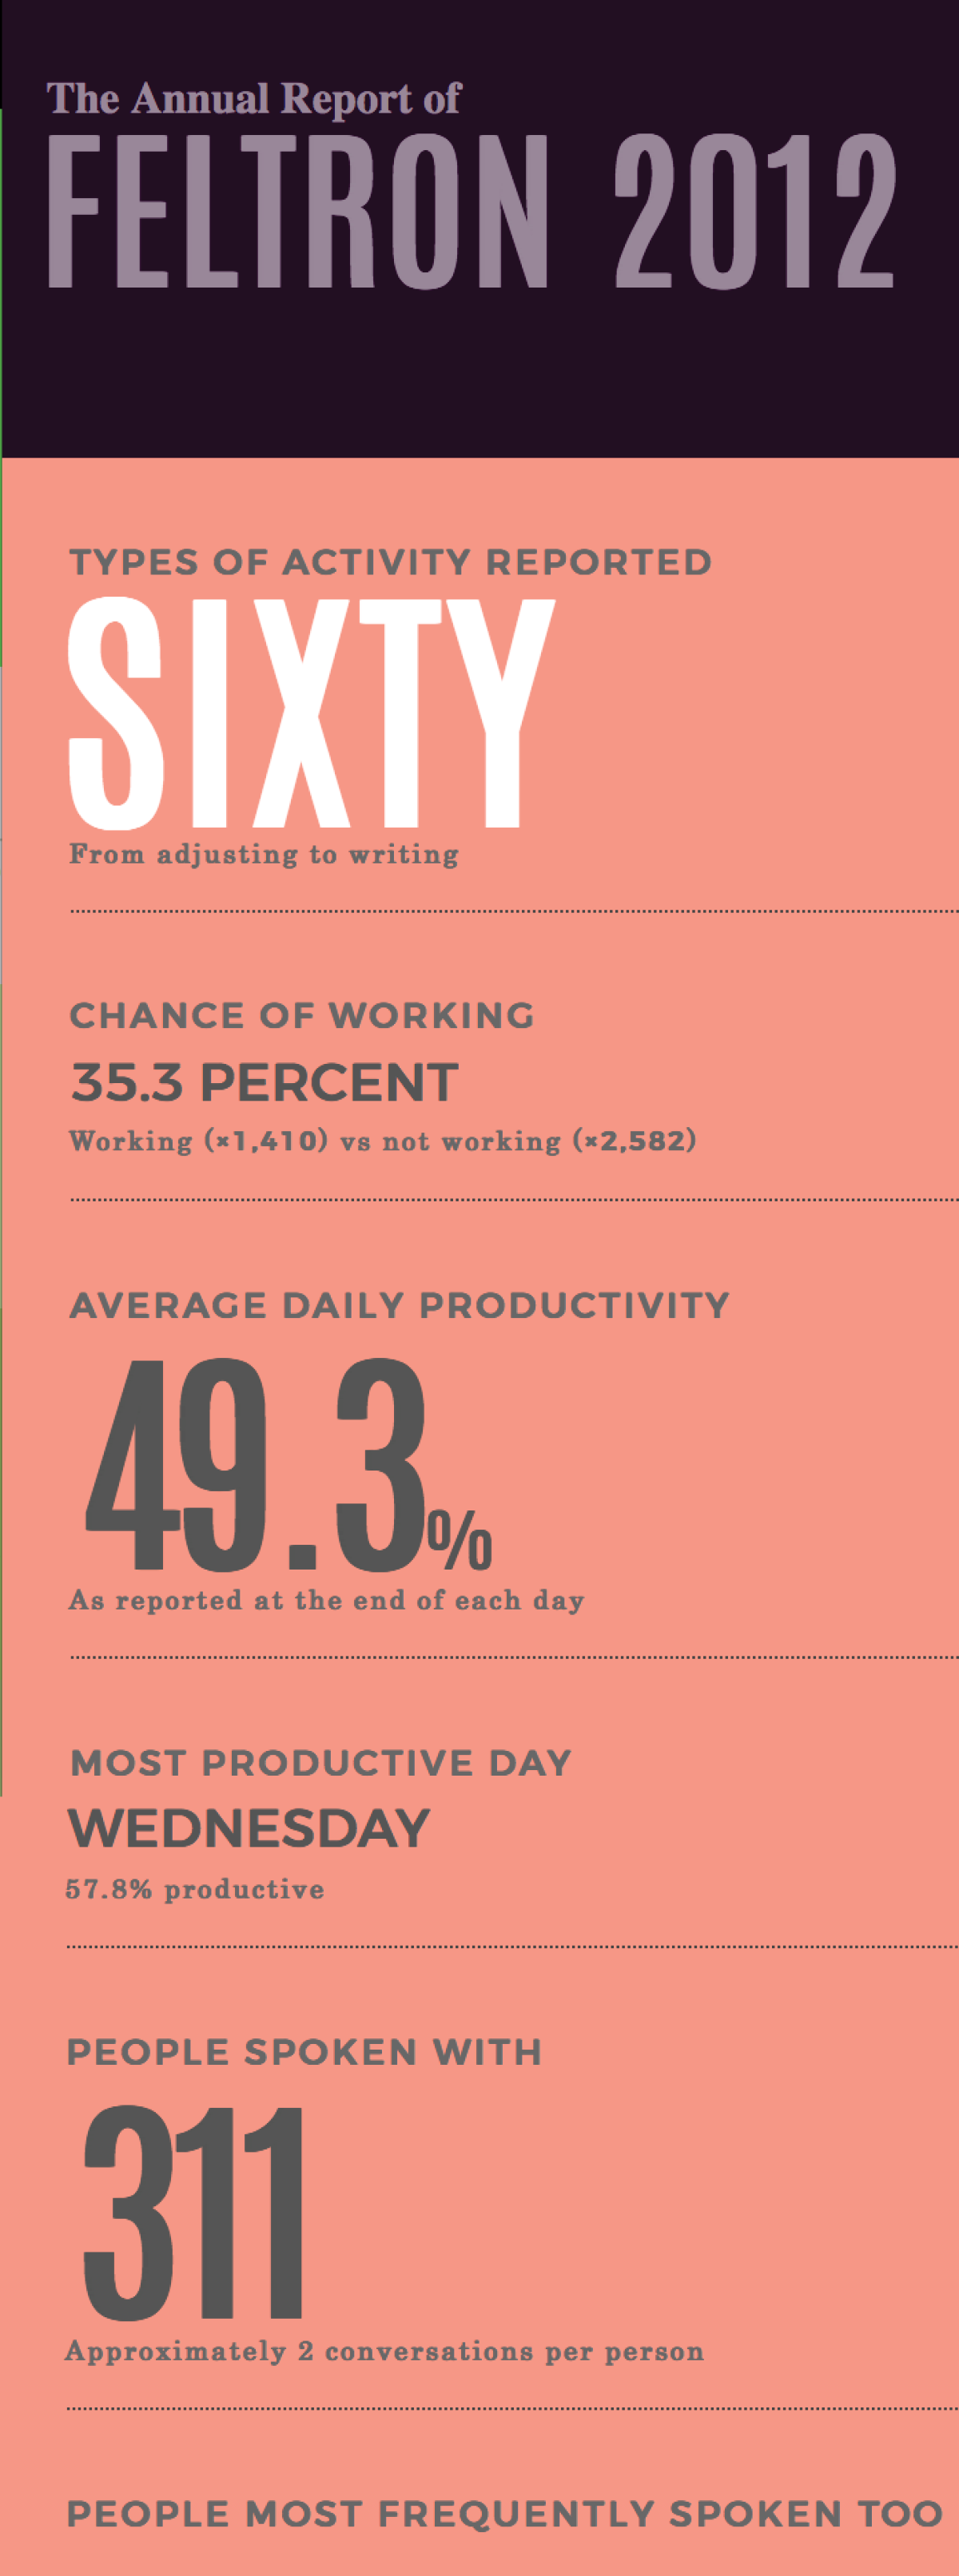 The Annual Report of
FELTRON 2012
TYPES OF ACTIVITY REPORTED
SIXTY
From adjusting to writing
CHANCE OF WORKING
35.3 PERCENT
Working (×1,410) vs not working (×2,582)
AVERAGE DAILY PRODUCTIVITY
49.3%
As reported at the end of each day
MOST PRODUCTIVE DAY
WEDNESDAY
57.8% productive
PEOPLE SPOKEN WITH
311
Approximately 2 conversations per person
PEOPLE MOST FREQUENTLY SPOKEN TOO